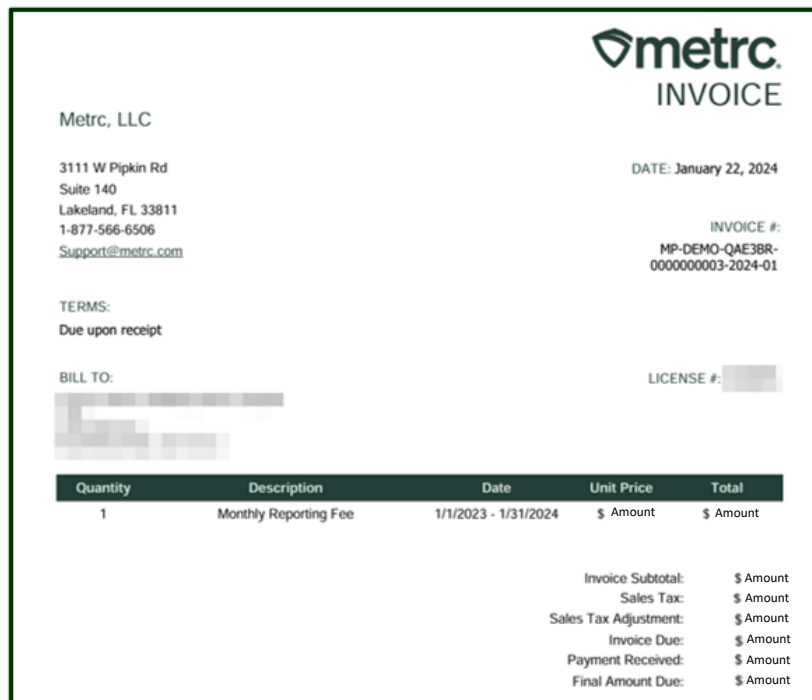 metrc.
INVOICE
Metrc, LLC
3111 W Pipkin Rd
Suite 140
Lakeland, FL 33811
1-877-566-6506
Support@metrc.com
DATE: January 22, 2024
INVOICE #:
MP-DEMO-QAE3BR-
0000000003-2024-01
TERMS:
Due upon receipt
BILL TO:
LICENSE #:
Quantity Description Date Unit Price Total
1 Monthly Reporting Fee 1/1/2023 - 1/31/2024 $ Amount $ Amount
Invoice Subtotal: $ Amount
Sales Tax: $ Amount
Sales Tax Adjustment: $ Amount
Invoice Due: $ Amount
Payment Received: $ Amount
Final Amount Due: $ Amount